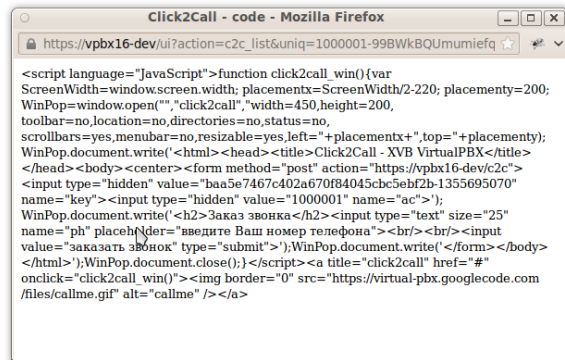 Click2Call - code - Mozilla Firefox
https://vpbx16-dev/ui?action=c2c_list&uniq=1000001-99BWkBQUmumiefq
<script language="JavaScript">function click2call_win(){var
ScreenWidth=window.screen.width; placementx=ScreenWidth/2-220; placementy=200;
WinPop=window.open("","click2call","width=450,height=200,
toolbar=no,location=no,directories=no,status=no,
scrollbars=yes,menubar=no,resizable=yes,left="+placementx+",top="+placementy);
WinPop.document.write('<html><head><title>Click2Call - XVB VirtualPBX</title>
</head><body><center><form method="post" action="https://vpbx16-dev/c2c">
<input type="hidden" value="baa5e7467c402a670f84045cbc5ebf2b-1355695070"
name="key"><input type="hidden" value="1000001" name="ac">');
WinPop.document.write('<h2>Заказ звонка</h2><input type="text" size="25"
name="ph" placeholder="введите Ваш номер телефона"><br/><br/><input
value="заказать звонок" type="submit">');WinPop.document.write('</form></body>
</html>');WinPop.document.close();}</script><a title="click2call" href="#"
onclick="click2call_win()"><img border="0" src="https://virtual-pbx.googlecode.com
/files/callme.gif" alt="callme" /></a>